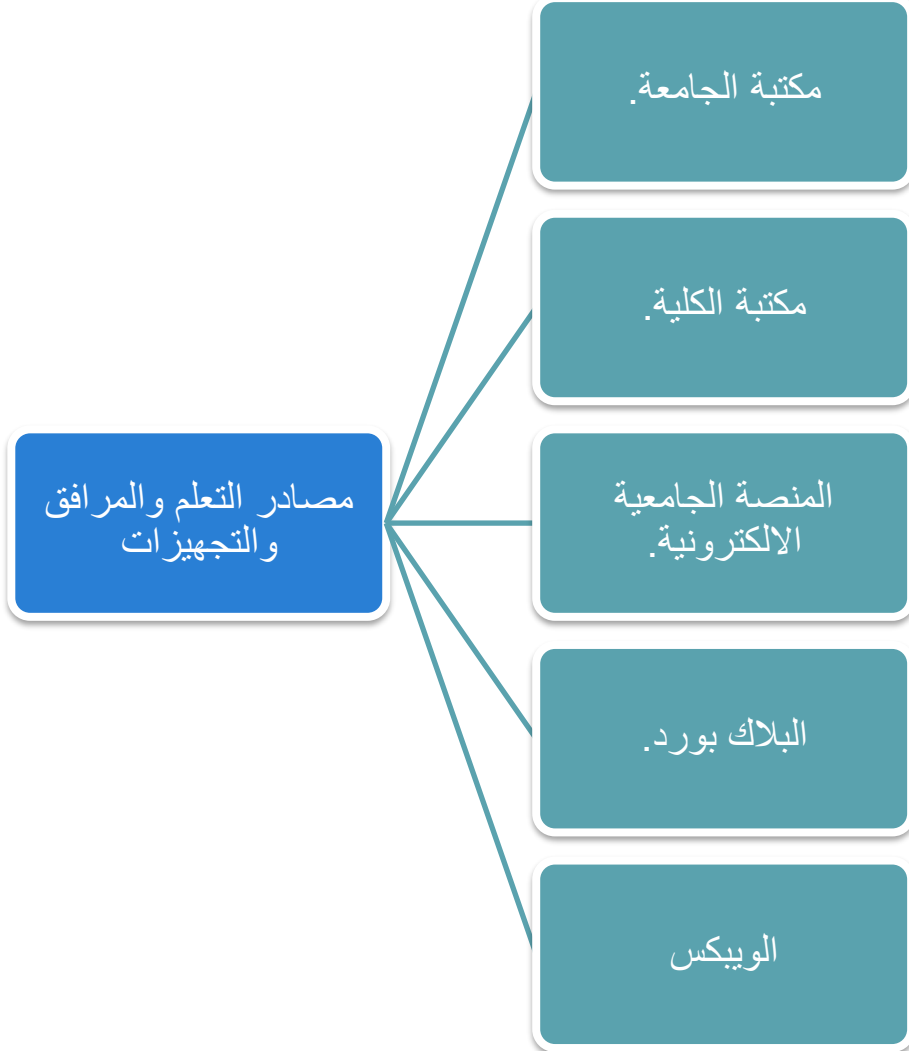 مكتبة الجامعة.
مكتبة الكلية.
مصادر التعلم والمرافق
والتجهيزات
المنصة الجامعية
الالكترونية.
البلاك بورد.
الويبكس